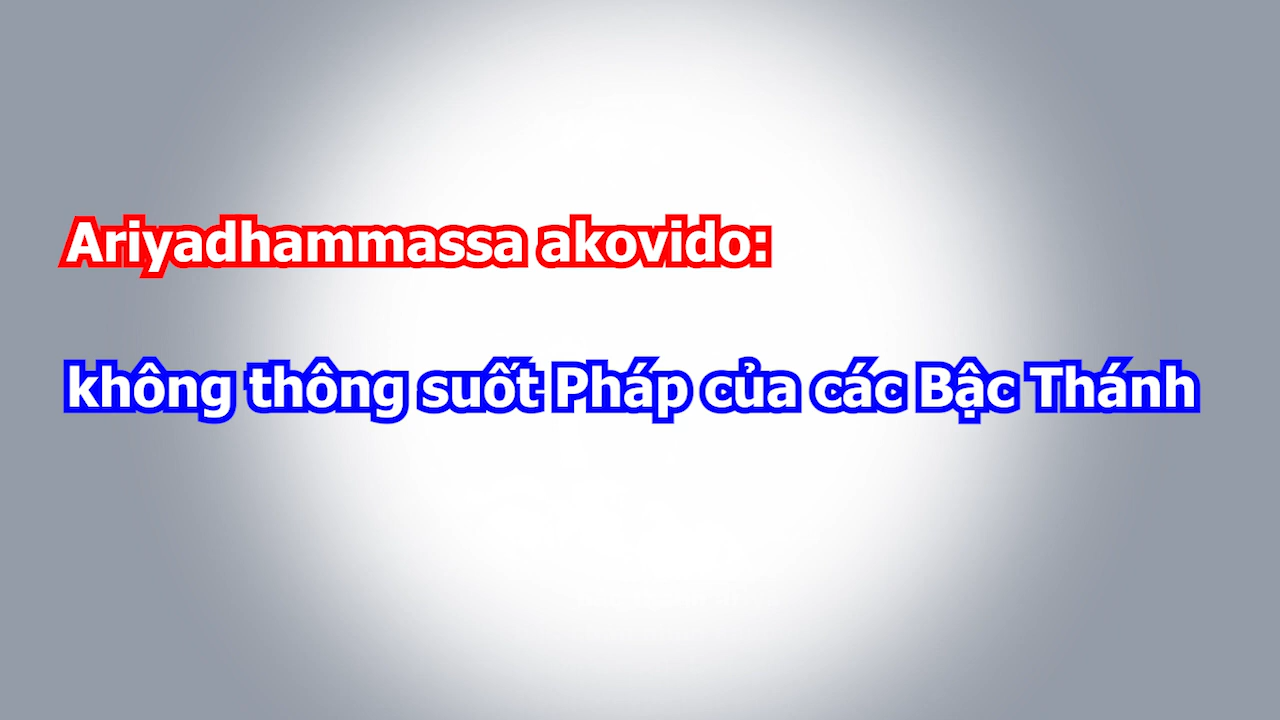 Ariyadhammassa akovido:
không thông suốt Pháp của các Bậc Thánh